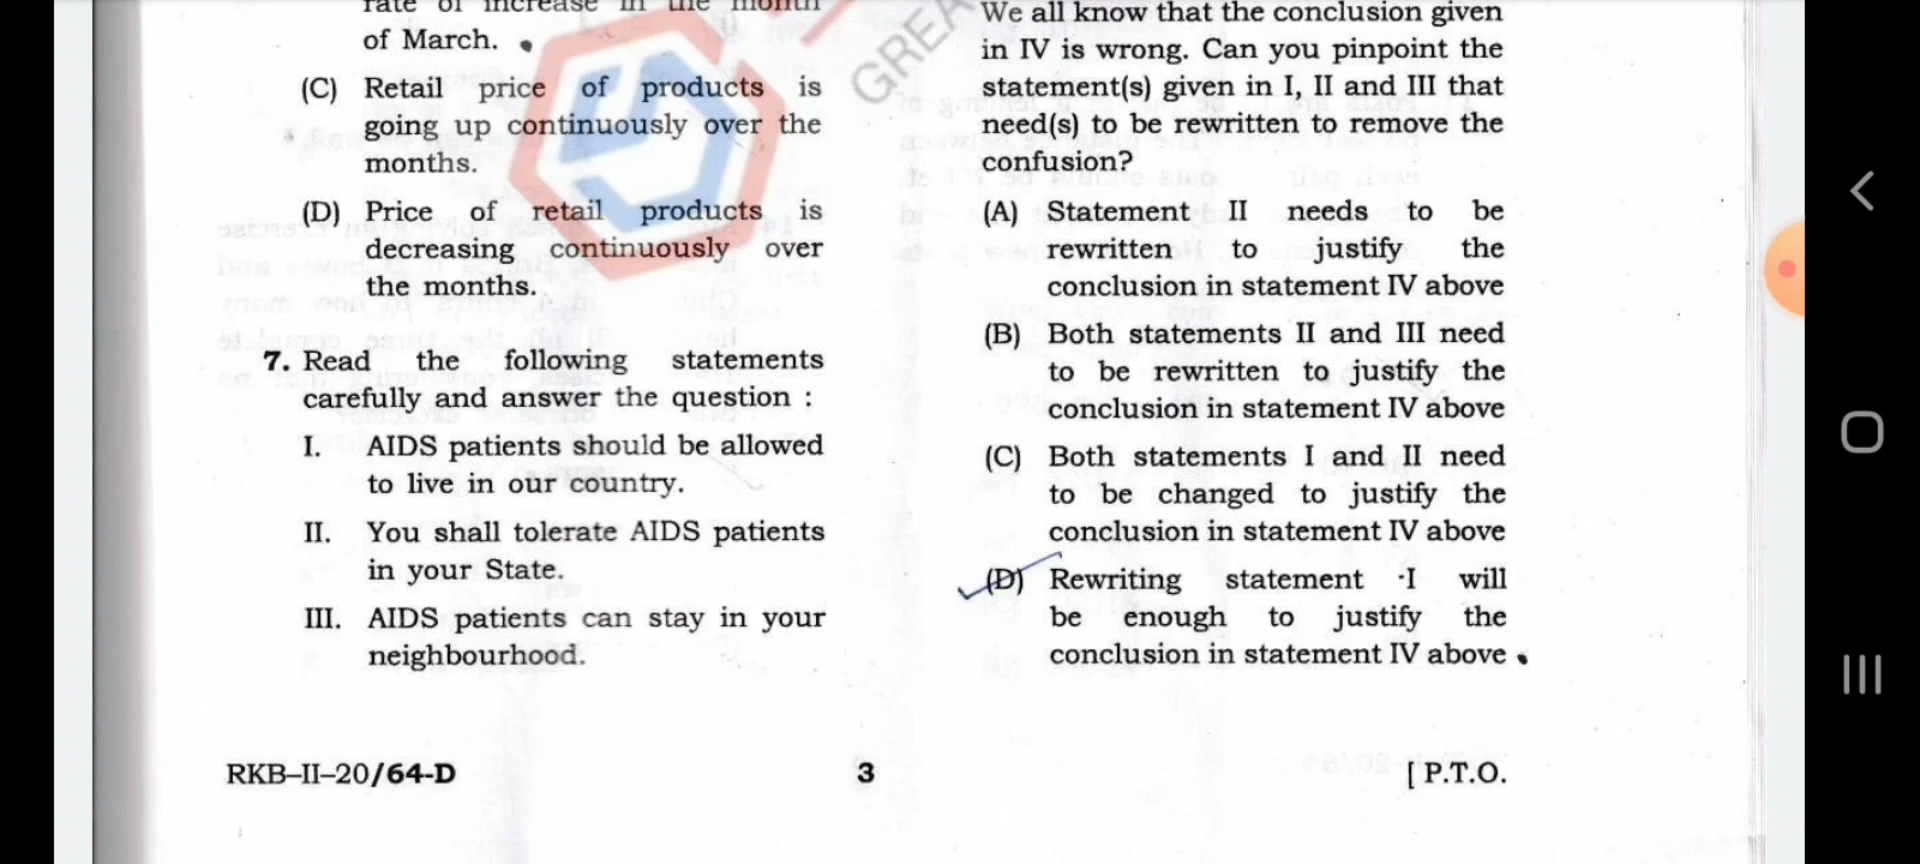 rate of increase in the month
of March.
(C) Retail price of products is
going up continuously over the
months.
(D) Price of retail products is
decreasing continuously over
the months.
7. Read the following statements
carefully and answer the question :
I. AIDS patients should be allowed
to live in our country.
II. You shall tolerate AIDS patients
in your State.
III. AIDS patients can stay in your
neighbourhood.
We all know that the conclusion given
in IV is wrong. Can you pinpoint the
statement(s) given in I, II and III that
need(s) to be rewritten to remove the
confusion?
(A) Statement II needs to be
rewritten to justify the
conclusion in statement IV above
(B) Both statements II and III need
to be rewritten to justify the
conclusion in statement IV above
(C) Both statements I and II need
to be changed to justify the
conclusion in statement IV above
(D) Rewriting statement I will
be enough to justify the
conclusion in statement IV above
RKB–II–20/64-D
3
[ P.T.O.